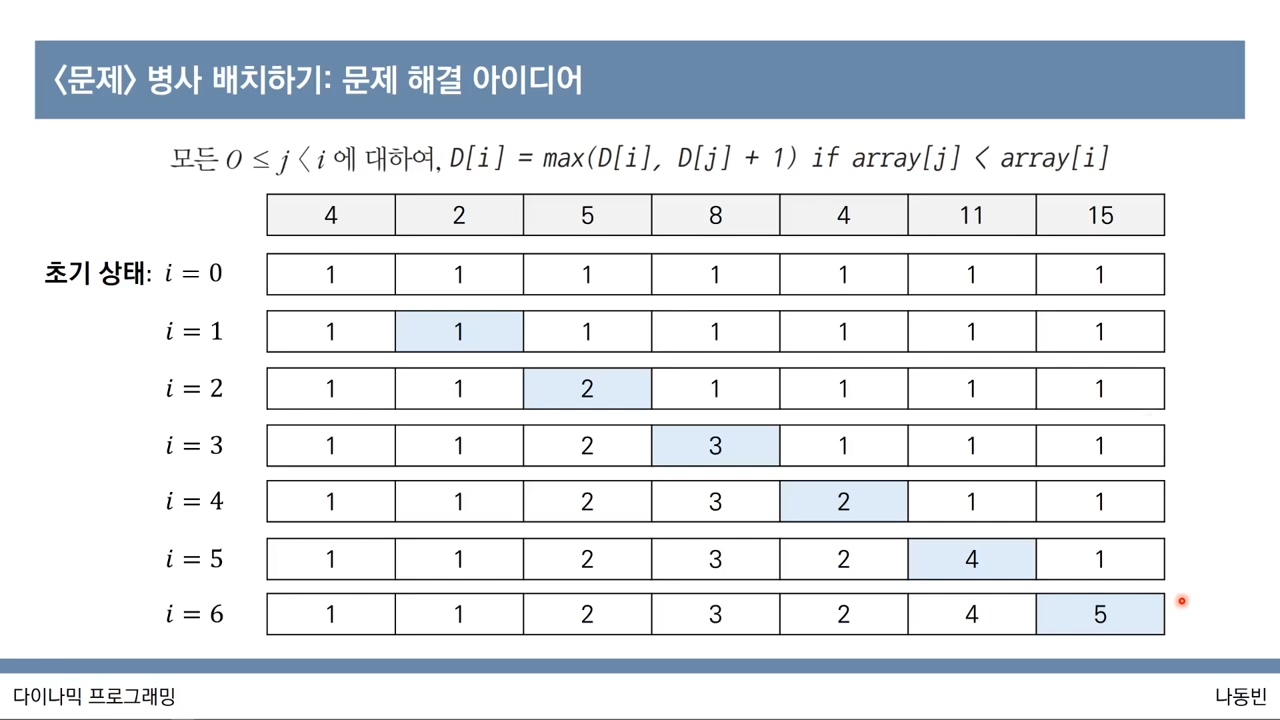 〈문제〉 병사 배치하기: 문제 해결 아이디어
모든 0 ≤ j < i 에 대하여, D[i] = max(D[i], D[j] + 1) if array[j] < array[i]
4 2 5 8 4 11 15
초기 상태: i = 0 1 1 1 1 1 1 1
i = 1 1 1 1 1 1 1 1
i = 2 1 1 2 1 1 1 1
i = 3 1 1 2 3 1 1 1
i = 4 1 1 2 3 2 1 1
i = 5 1 1 2 3 2 4 1
i = 6 1 1 2 3 2 4 5
다이나믹 프로그래밍 나동빈